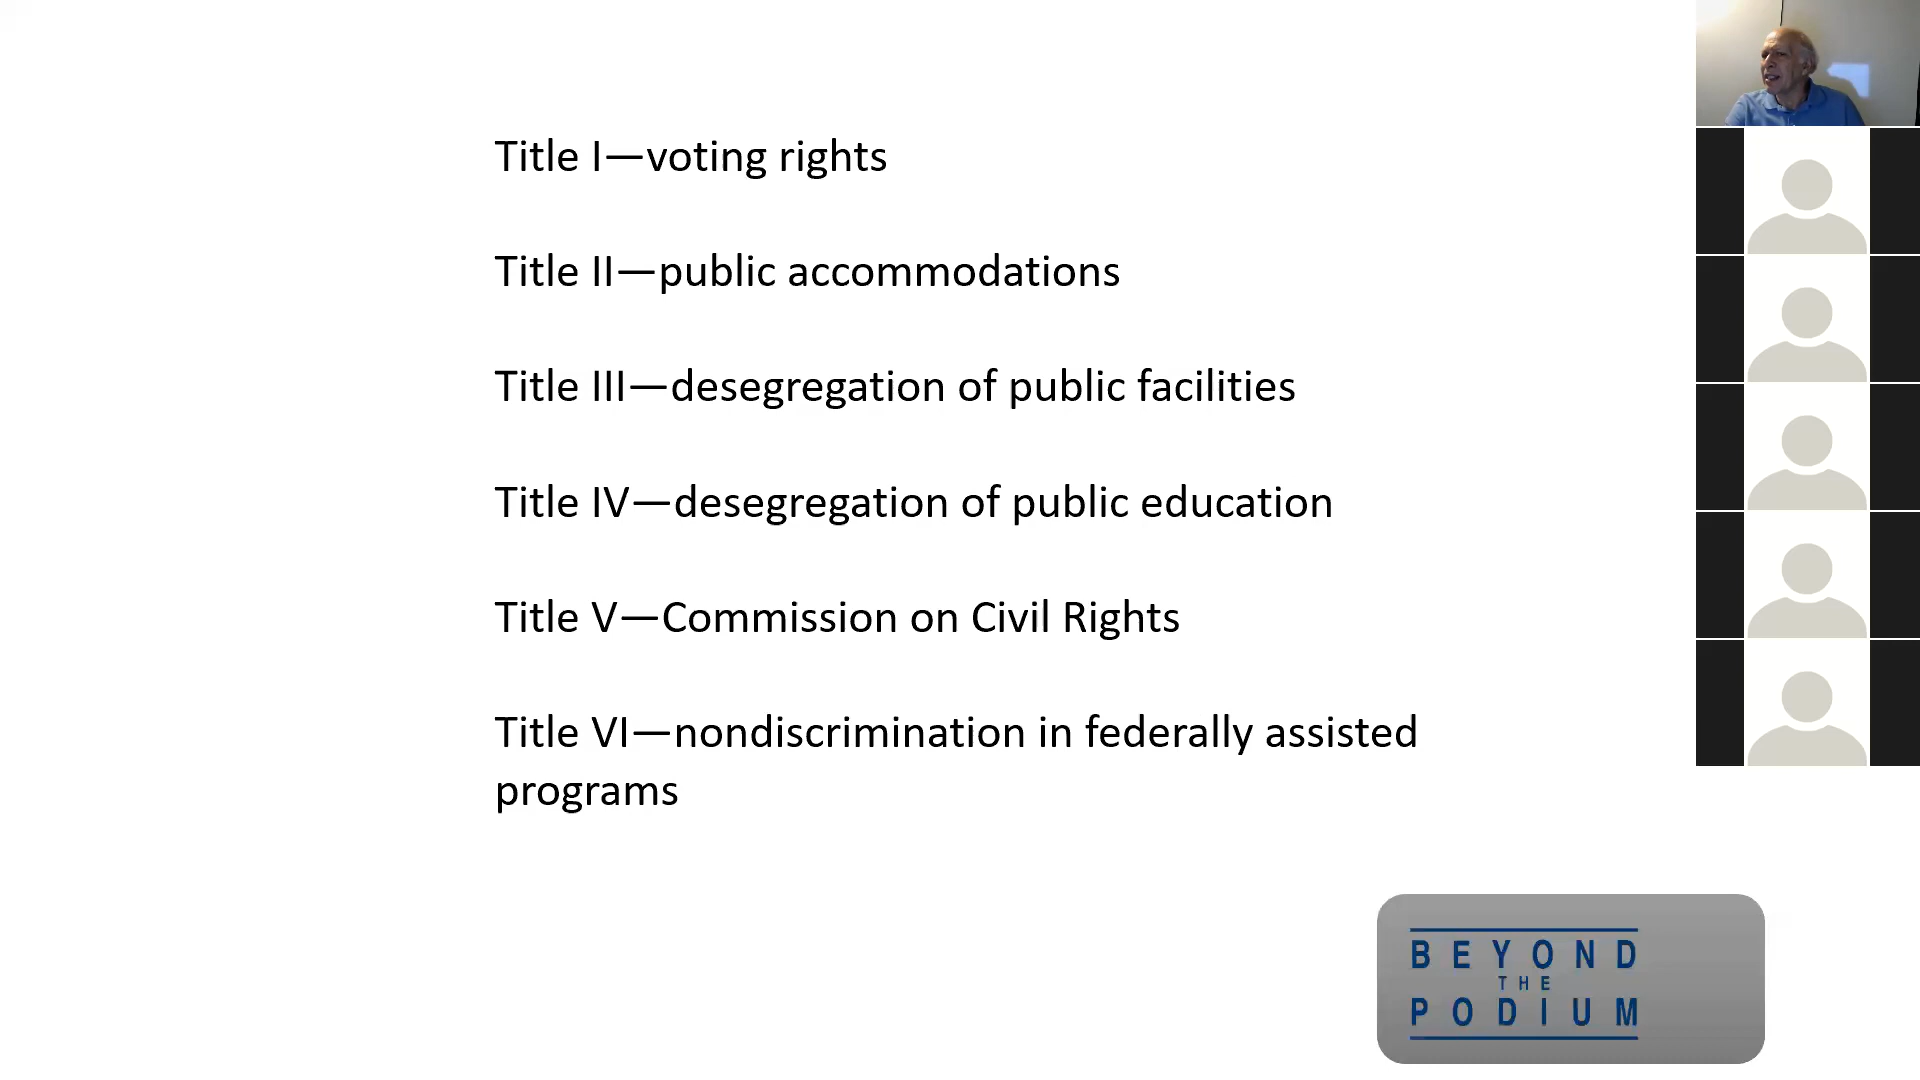 Title I—voting rights
Title II—public accommodations
Title III—desegregation of public facilities
Title IV—desegregation of public education
Title V—Commission on Civil Rights
Title VI—nondiscrimination in federally assisted
programs
BEYOND
THE
PODIUM